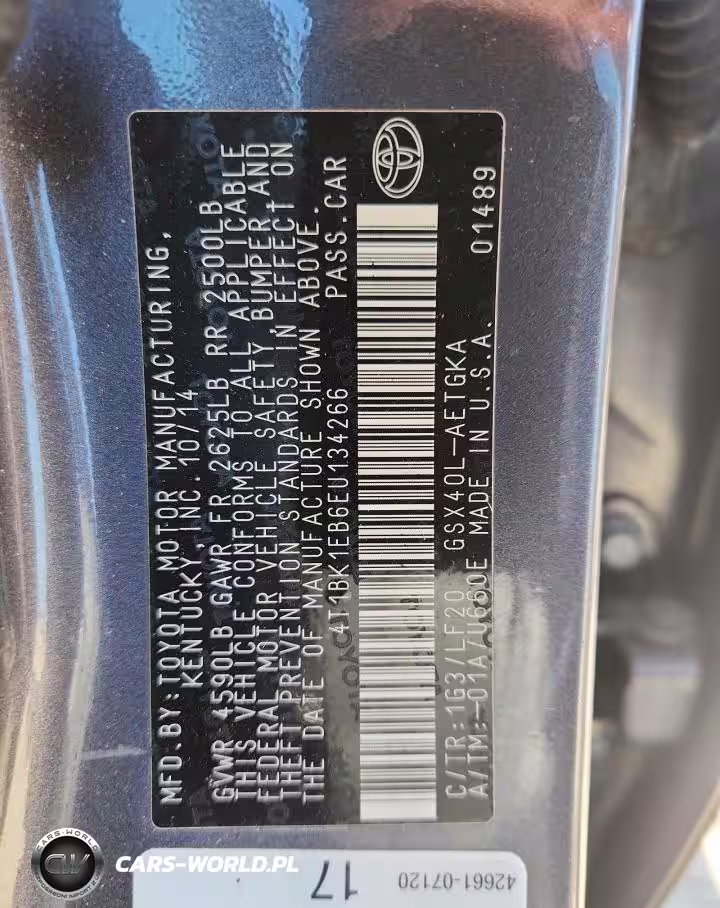 MFD.BY:TOYOTA MOTOR MANUFACTURING,
KENTUCKY, INC. 10/14
GVWR 4590LB GAWR FR 2625LB RR 2500LB
THIS VEHICLE CONFORMS TO ALL APPLICABLE
FEDERAL MOTOR VEHICLE SAFETY, BUMPER, AND
THEFT PREVENTION STANDARDS IN EFFECT ON
THE DATE OF MANUFACTURE SHOWN ABOVE.
4T1BK1EB6EU134266 PASS.CAR
C/TR:1G3/LF20 GSX40L-AETGKA
A/TM:-01A/U660E MADE IN U.S.A. 01489
17 42661-07120
CARS-WORLD
CW
CARS-WORLD.PL